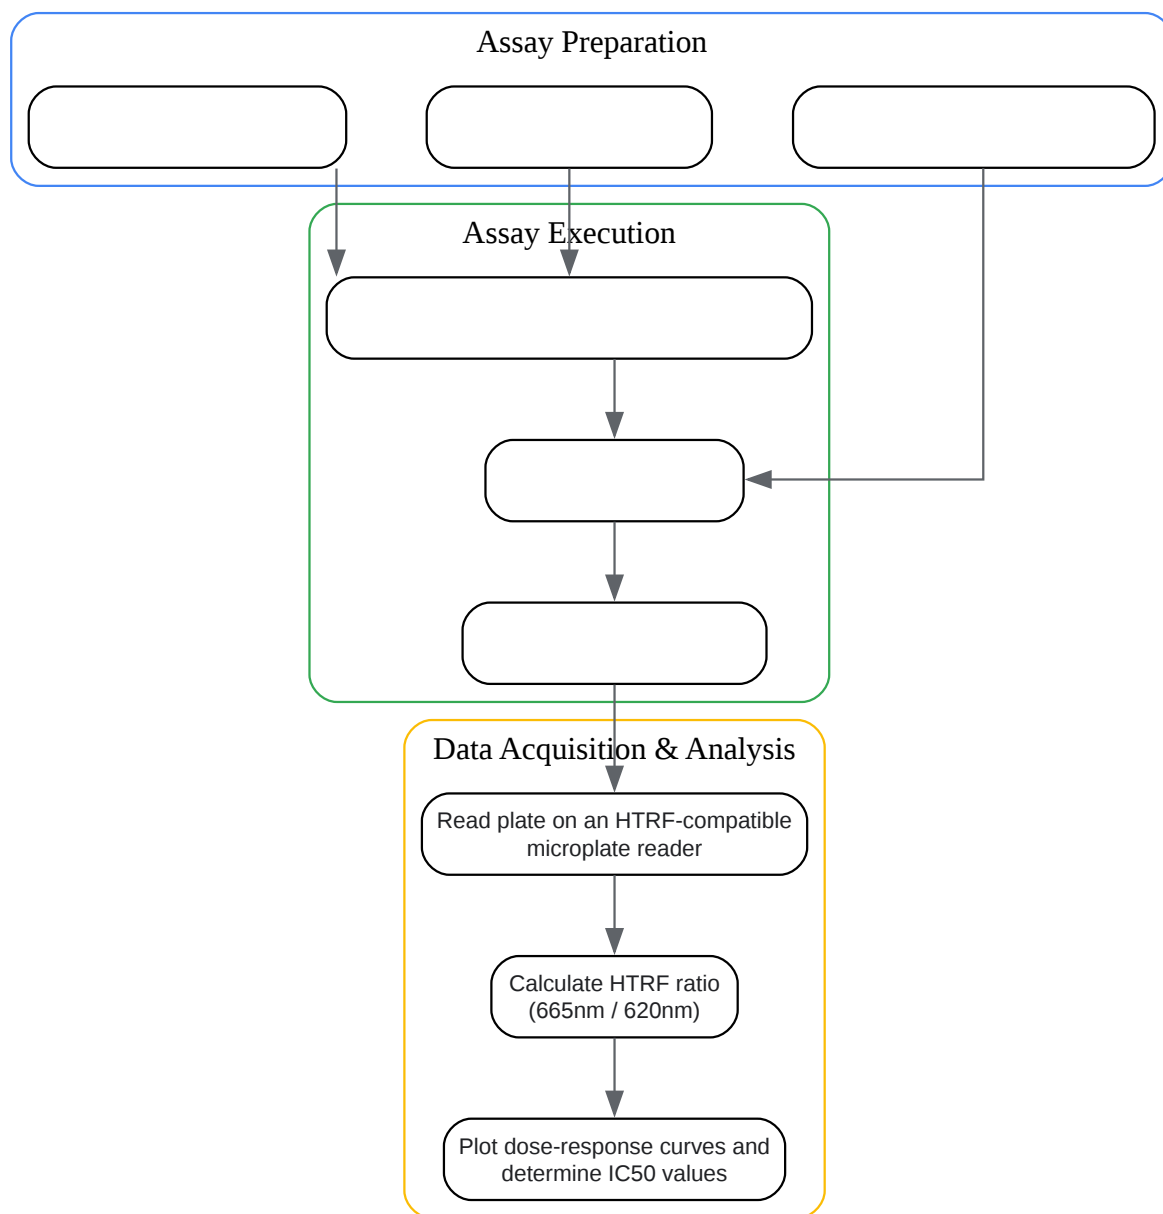 Assay Preparation
Assay Execution
Data Acquisition & Analysis
Read plate on an HTRF-compatible
microplate reader
Calculate HTRF ratio
(665nm / 620nm)
Plot dose-response curves and
determine IC50 values